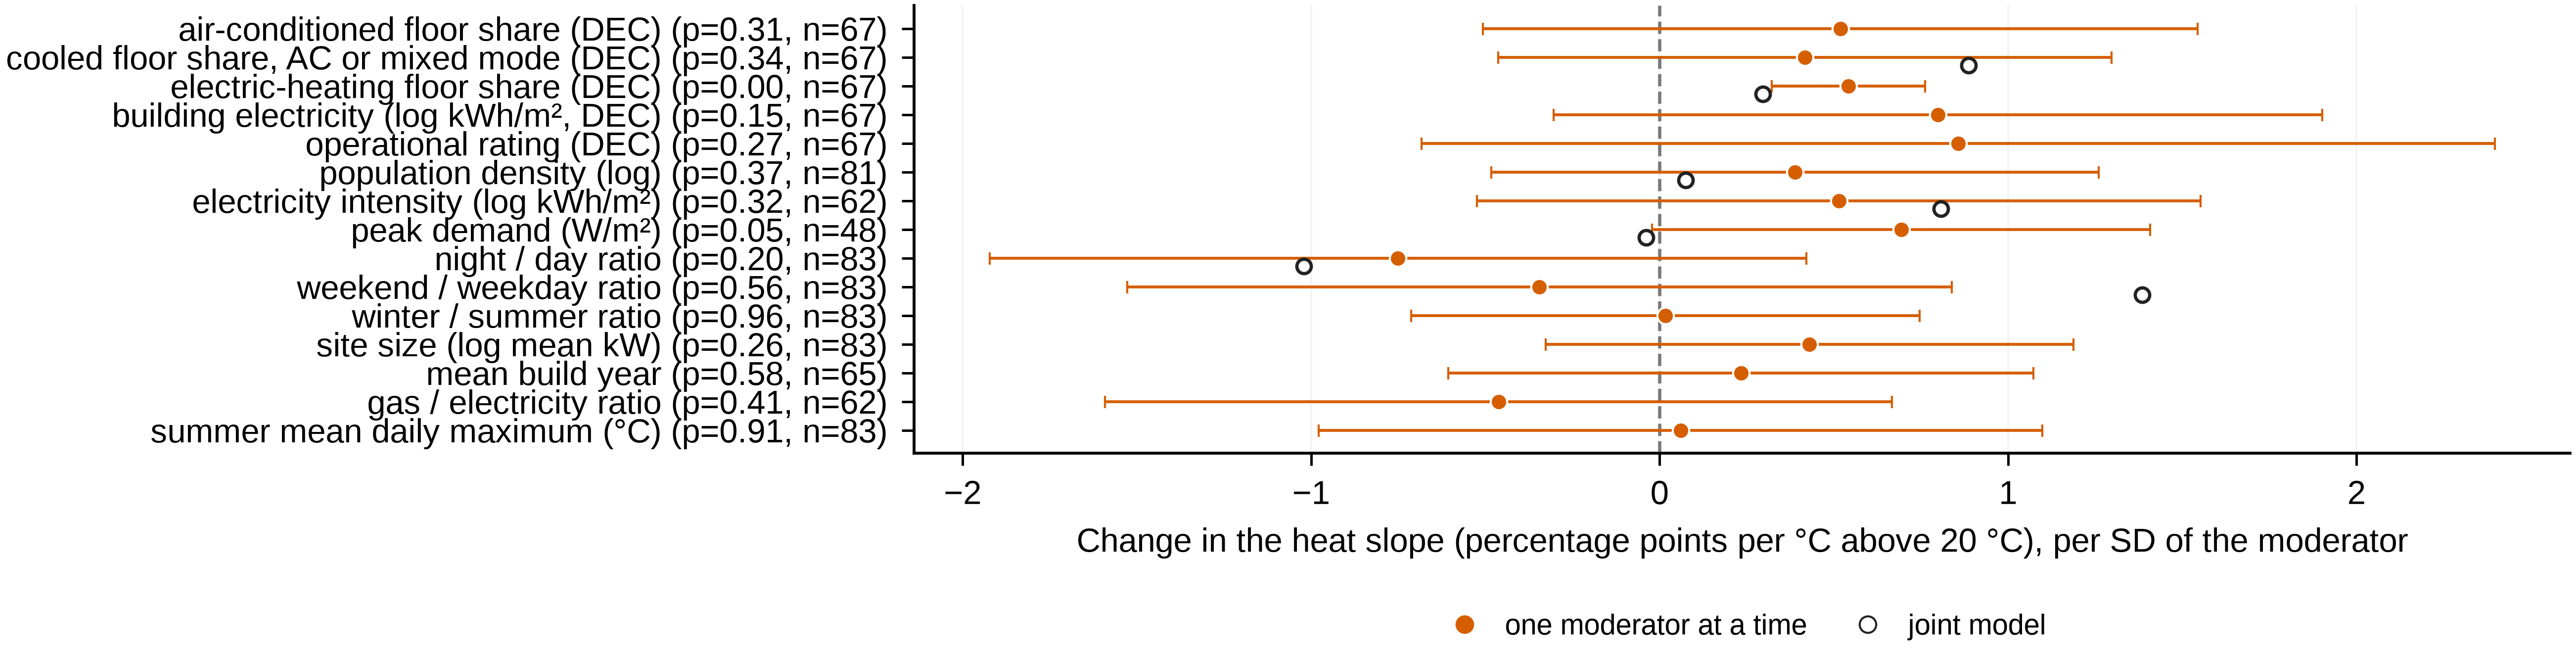 air-conditioned floor share (DEC) (p=0.31, n=67)
cooled floor share, AC or mixed mode (DEC) (p=0.34, n=67)
electric-heating floor share (DEC) (p=0.00, n=67)
building electricity (log kWh/m², DEC) (p=0.15, n=67)
operational rating (DEC) (p=0.27, n=67)
population density (log) (p=0.37, n=81)
electricity intensity (log kWh/m²) (p=0.32, n=62)
peak demand (W/m²) (p=0.05, n=48)
night / day ratio (p=0.20, n=83)
weekend / weekday ratio (p=0.56, n=83)
winter / summer ratio (p=0.96, n=83)
site size (log mean kW) (p=0.26, n=83)
mean build year (p=0.58, n=65)
gas / electricity ratio (p=0.41, n=62)
summer mean daily maximum (°C) (p=0.91, n=83)
−2 −1 0 1 2
Change in the heat slope (percentage points per °C above 20 °C), per SD of the moderator
one moderator at a time joint model